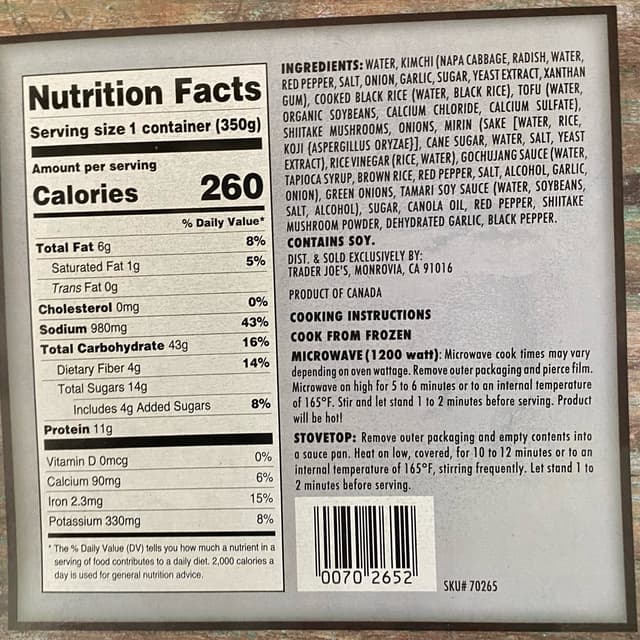 Nutrition Facts
Serving size 1 container (350g)
Amount per serving
Calories 260
% Daily Value*
Total Fat 6g 8%
Saturated Fat 1g 5%
Trans Fat 0g
Cholesterol 0mg 0%
Sodium 980mg 43%
Total Carbohydrate 43g 16%
Dietary Fiber 4g 14%
Total Sugars 14g
Includes 4g Added Sugars 8%
Protein 11g
Vitamin D 0mcg 0%
Calcium 90mg 6%
Iron 2.3mg 15%
Potassium 330mg 8%
* The % Daily Value (DV) tells you how much a nutrient in a
serving of food contributes to a daily diet. 2,000 calories a
day is used for general nutrition advice.
INGREDIENTS: WATER, KIMCHI (NAPA CABBAGE, RADISH, WATER,
RED PEPPER, SALT, ONION, GARLIC, SUGAR, YEAST EXTRACT, XANTHAN
GUM), COOKED BLACK RICE (WATER, BLACK RICE), TOFU (WATER,
ORGANIC SOYBEANS, CALCIUM CHLORIDE, CALCIUM SULFATE),
SHIITAKE MUSHROOMS, ONIONS, MIRIN (SAKE [WATER, RICE,
KOJI (ASPERGILLUS ORYZAE)], CANE SUGAR, WATER, SALT, YEAST
EXTRACT), RICE VINEGAR (RICE, WATER), GOCHUJANG SAUCE (WATER,
TAPIOCA SYRUP, BROWN RICE, RED PEPPER, SALT, ALCOHOL, GARLIC,
ONION), GREEN ONIONS, TAMARI SOY SAUCE (WATER, SOYBEANS,
SALT, ALCOHOL), SUGAR, CANOLA OIL, RED PEPPER, SHIITAKE
MUSHROOM POWDER, DEHYDRATED GARLIC, BLACK PEPPER.
CONTAINS SOY.
DIST. & SOLD EXCLUSIVELY BY:
TRADER JOE'S, MONROVIA, CA 91016
PRODUCT OF CANADA
COOKING INSTRUCTIONS
COOK FROM FROZEN
MICROWAVE (1200 watt): Microwave cook times may vary
depending on oven wattage. Remove outer packaging and pierce film.
Microwave on high for 5 to 6 minutes or to an internal temperature
of 165°F. Stir and let stand 1 to 2 minutes before serving. Product
will be hot!
STOVETOP: Remove outer packaging and empty contents into
a sauce pan. Heat on low, covered, for 10 to 12 minutes or to an
internal temperature of 165°F, stirring frequently. Let stand 1 to
2 minutes before serving.
0070 2652
SKU# 70265